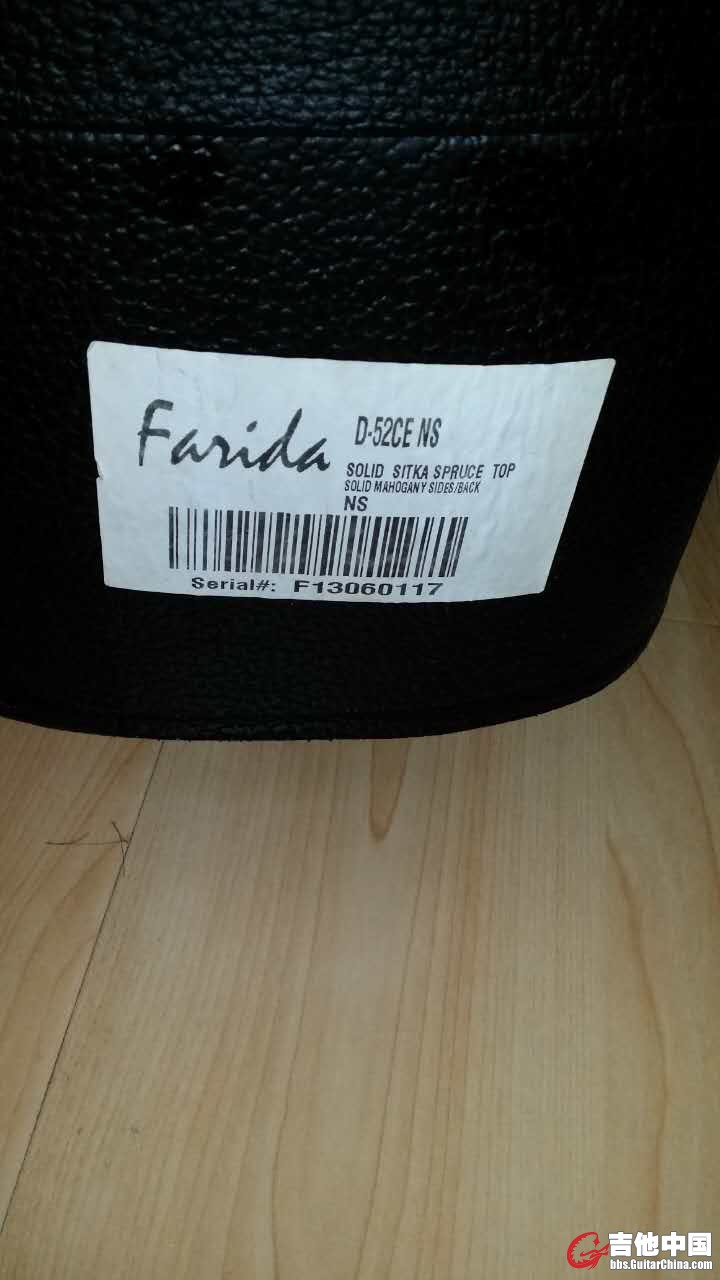 Farida
D-52CE NS
SOLID SITKA SPRUCE TOP
SOLID MAHOGANY SIDES/BACK
NS
Serial#: F13060117
吉他中国
bbs.GuitarChina.com